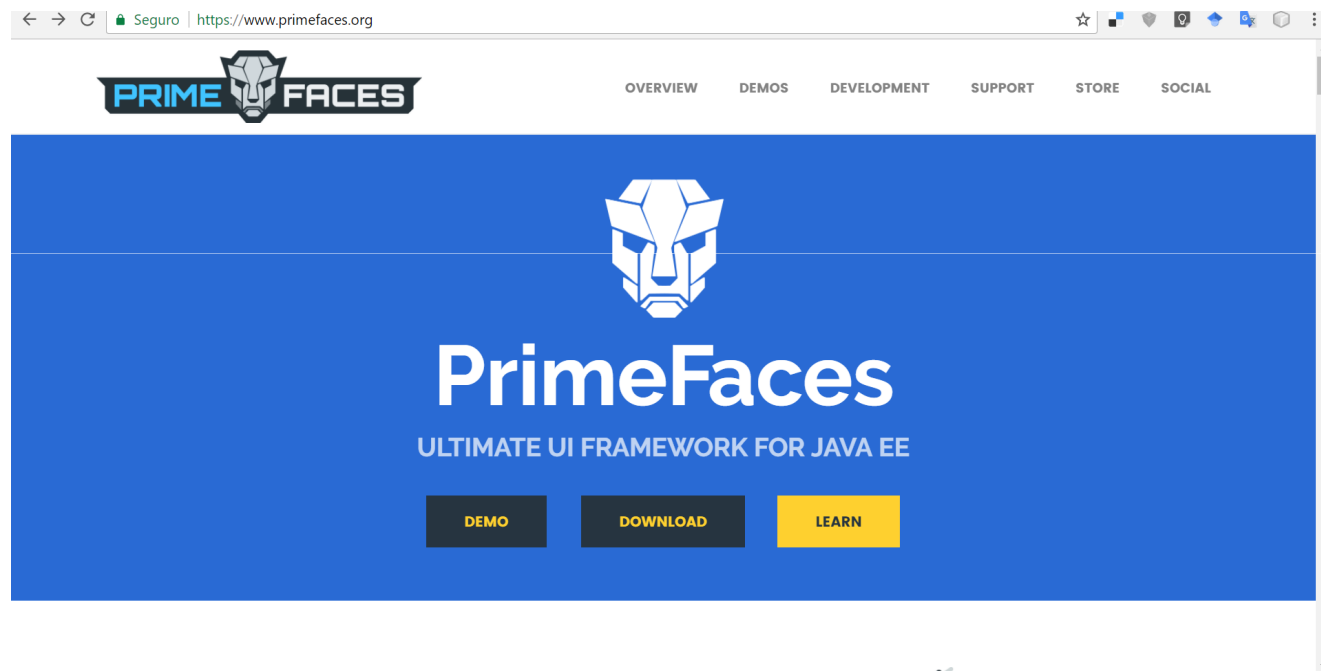 Seguro https://www.primefaces.org
PRIME FACES
OVERVIEW DEMOS DEVELOPMENT SUPPORT STORE SOCIAL
PrimeFaces
ULTIMATE UI FRAMEWORK FOR JAVA EE
DEMO DOWNLOAD LEARN